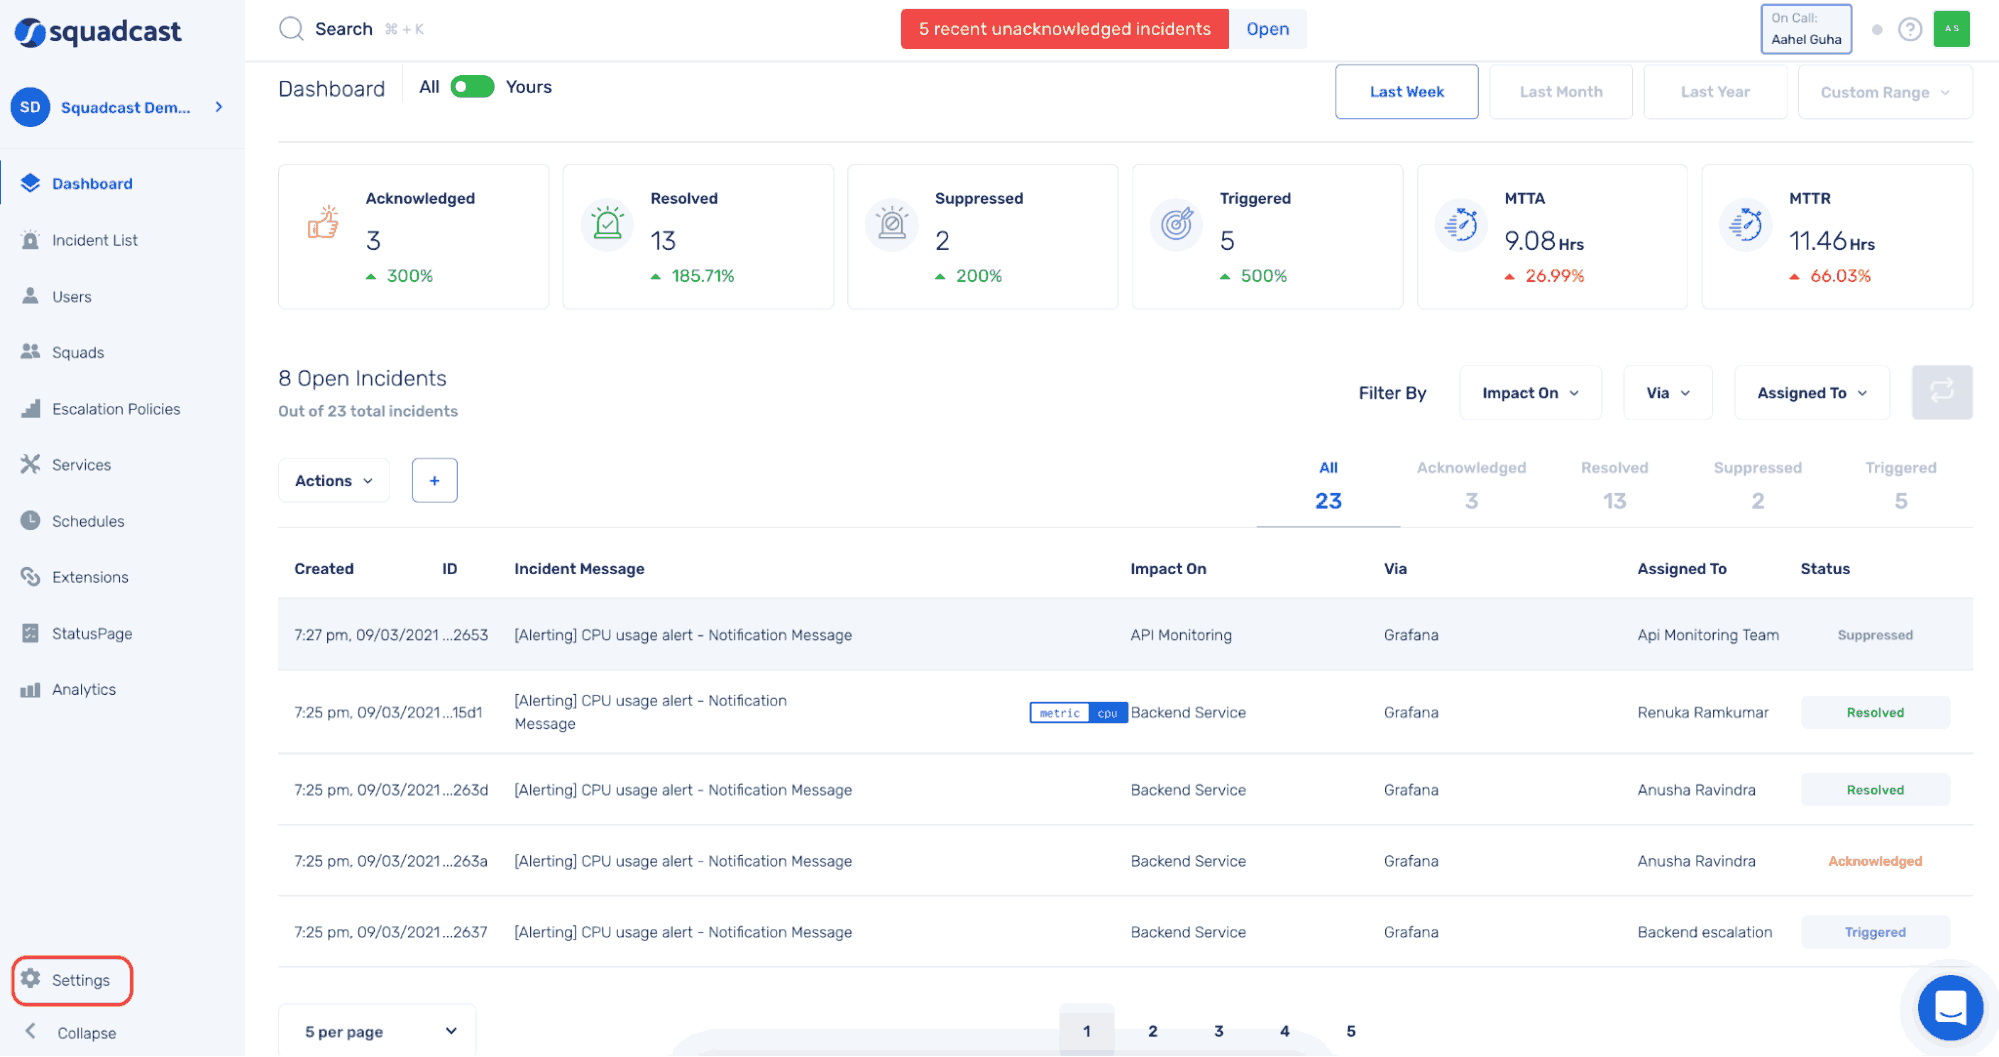 squadcast
Search ⌘ + K
5 recent unacknowledged incidents
Open
On Call:
Aahel Guha
?
A S
SD
Squadcast Dem...
Dashboard
All
Yours
Last Week
Last Month
Last Year
Custom Range
Dashboard
Incident List
Users
Squads
Escalation Policies
Services
Schedules
Extensions
StatusPage
Analytics
Settings
Collapse
Acknowledged
3
300%
Resolved
13
185.71%
Suppressed
2
200%
Triggered
5
500%
MTTA
9.08 Hrs
26.99%
MTTR
11.46 Hrs
66.03%
8 Open Incidents
Out of 23 total incidents
Filter By
Impact On
Via
Assigned To
Actions
+
All
23
Acknowledged
3
Resolved
13
Suppressed
2
Triggered
5
Created ID Incident Message Impact On Via Assigned To Status
7:27 pm, 09/03/2021 ...2653 [Alerting] CPU usage alert - Notification Message API Monitoring Grafana Api Monitoring Team Suppressed
7:25 pm, 09/03/2021 ...15d1 [Alerting] CPU usage alert - Notification
Message metric cpu Backend Service Grafana Renuka Ramkumar Resolved
7:25 pm, 09/03/2021 ...263d [Alerting] CPU usage alert - Notification Message Backend Service Grafana Anusha Ravindra Resolved
7:25 pm, 09/03/2021 ...263a [Alerting] CPU usage alert - Notification Message Backend Service Grafana Anusha Ravindra Acknowledged
7:25 pm, 09/03/2021 ...2637 [Alerting] CPU usage alert - Notification Message Backend Service Grafana Backend escalation Triggered
5 per page
1 2 3 4 5